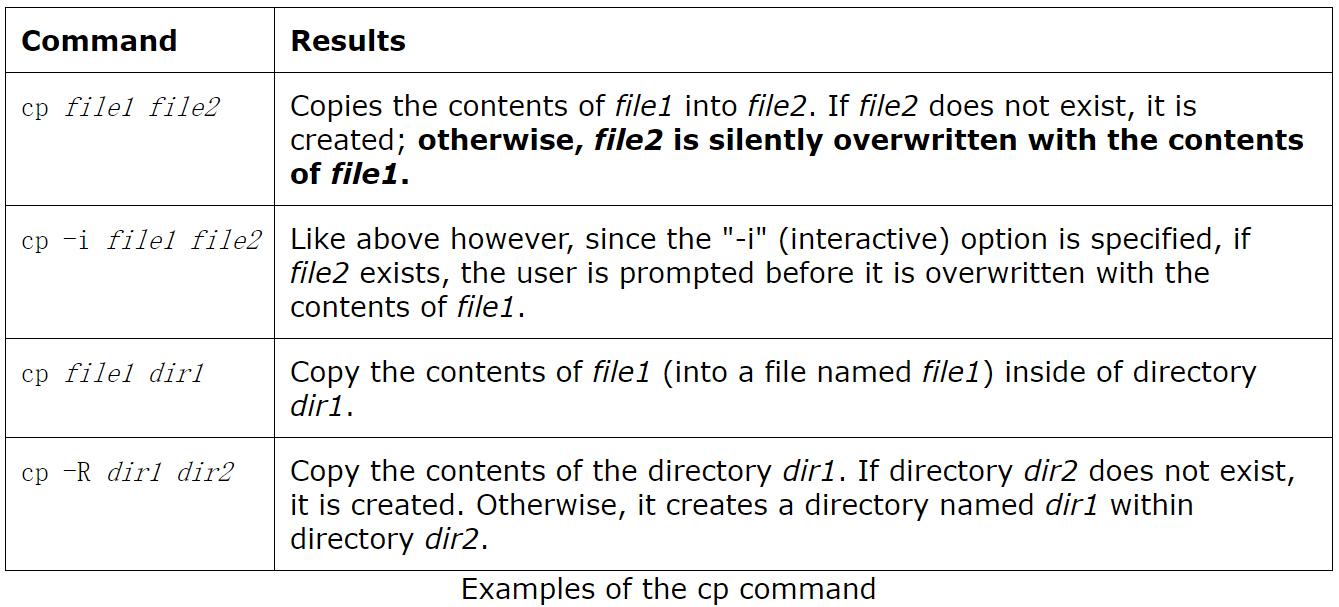 Command Results
cp file1 file2 Copies the contents of file1 into file2. If file2 does not exist, it is
created; otherwise, file2 is silently overwritten with the contents
of file1.
cp -i file1 file2 Like above however, since the "-i" (interactive) option is specified, if
file2 exists, the user is prompted before it is overwritten with the
contents of file1.
cp file1 dir1 Copy the contents of file1 (into a file named file1) inside of directory
dir1.
cp -R dir1 dir2 Copy the contents of the directory dir1. If directory dir2 does not exist,
it is created. Otherwise, it creates a directory named dir1 within
directory dir2.
Examples of the cp command